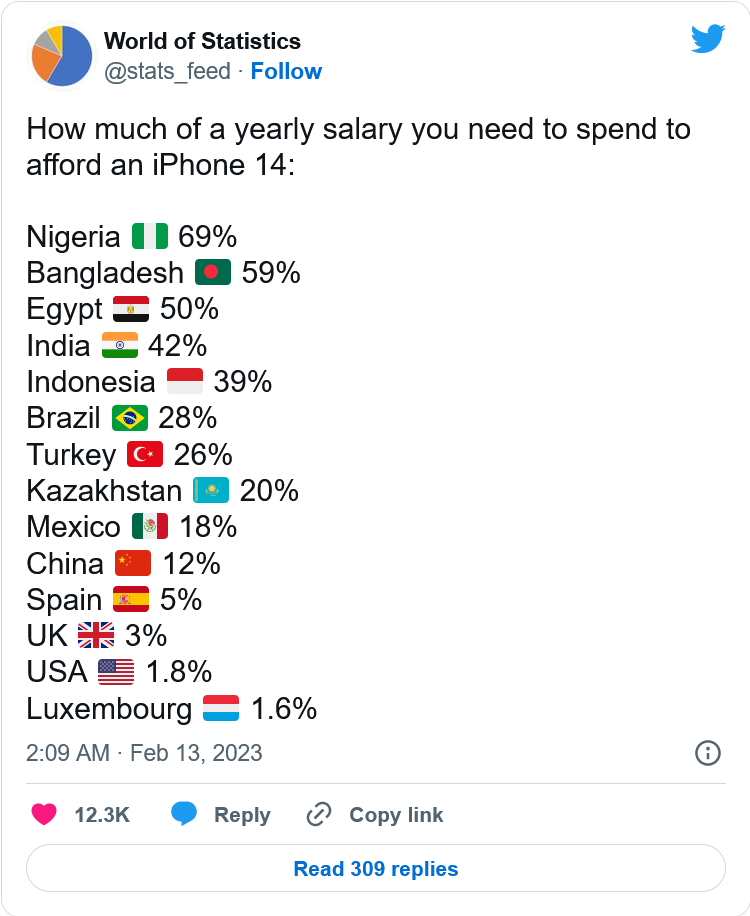 World of Statistics
@stats_feed · Follow
How much of a yearly salary you need to spend to
afford an iPhone 14:
Nigeria 🇳🇬 69%
Bangladesh 🇧🇩 59%
Egypt 🇪🇬 50%
India 🇮🇳 42%
Indonesia 🇮🇩 39%
Brazil 🇧🇷 28%
Turkey 🇹🇷 26%
Kazakhstan 🇰🇿 20%
Mexico 🇲🇽 18%
China 🇨🇳 12%
Spain 🇪🇸 5%
UK 🇬🇧 3%
USA 🇺🇸 1.8%
Luxembourg 🇱🇺 1.6%
2:09 AM · Feb 13, 2023
12.3K Reply Copy link
Read 309 replies